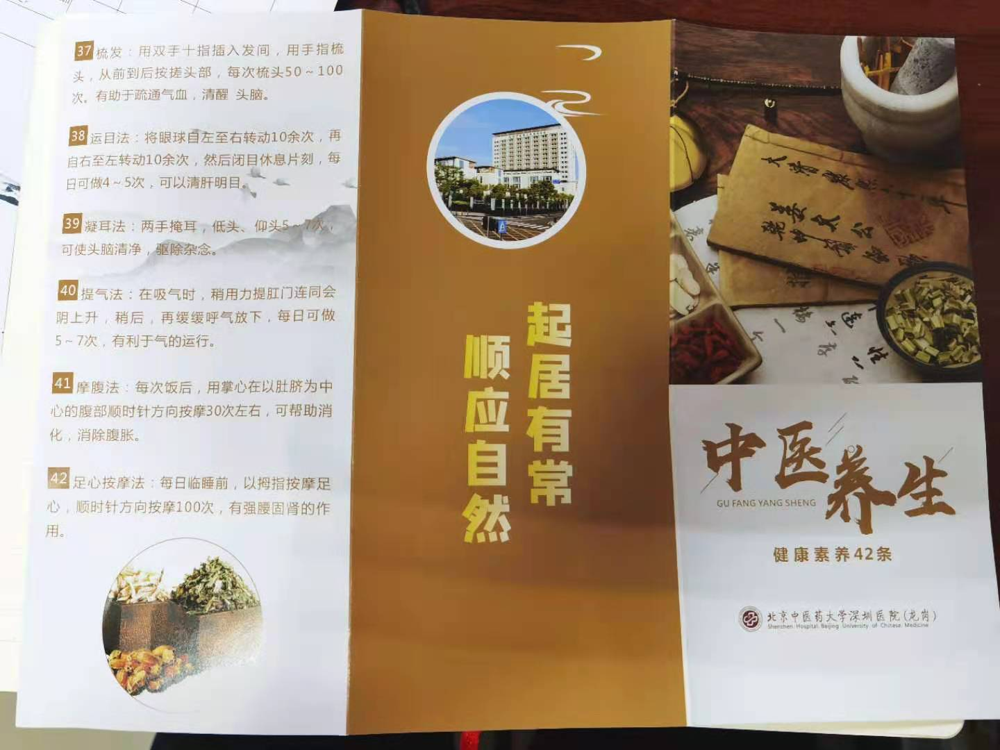 37 梳发：用双手十指插入发间，用手指梳
头，从前到后按搓头部，每次梳头50～100
次。有助于疏通气血，清醒 头脑。
38 运目法：将眼球自左至右转动10余次，再
自右至左转动10余次，然后闭目休息片刻，每
日可做4～5次，可以清肝明目。
39 凝耳法：两手掩耳，低头、仰头5～7次，
可使头脑清净，驱除杂念。
40 提气法：在吸气时，稍用力提肛门连同会
阴上升，稍后，再缓缓呼气放下，每日可做
5～7次，有利于气的运行。
41 摩腹法：每次饭后，用掌心在以肚脐为中
心的腹部顺时针方向按摩30次左右，可帮助消
化，消除腹胀。
42 足心按摩法：每日临睡前，以拇指按摩足
心，顺时针方向按摩100次，有强腰固肾的作
用。
起居有常
顺应自然
姜太公
中医养生
GU FANG YANG SHENG
健康素养42条
北京中医药大学深圳医院（龙岗）
Shenzhen Hospital Beijing University of Chinese Medicine